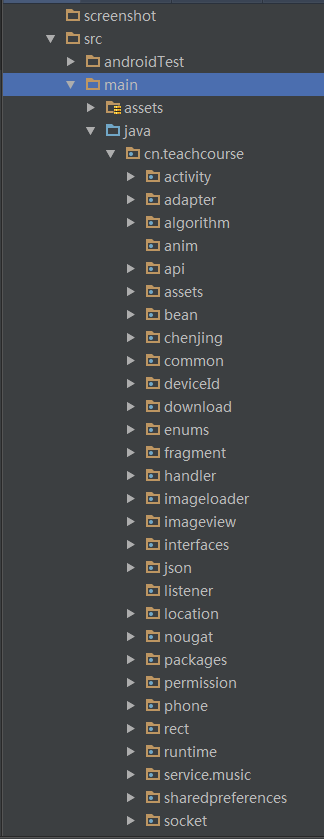 screenshot
src
androidTest
main
assets
java
cn.teachcourse
activity
adapter
algorithm
anim
api
assets
bean
chenjing
common
deviceId
download
enums
fragment
handler
imageloader
imageview
interfaces
json
listener
location
nougat
packages
permission
phone
rect
runtime
service.music
sharedpreferences
socket